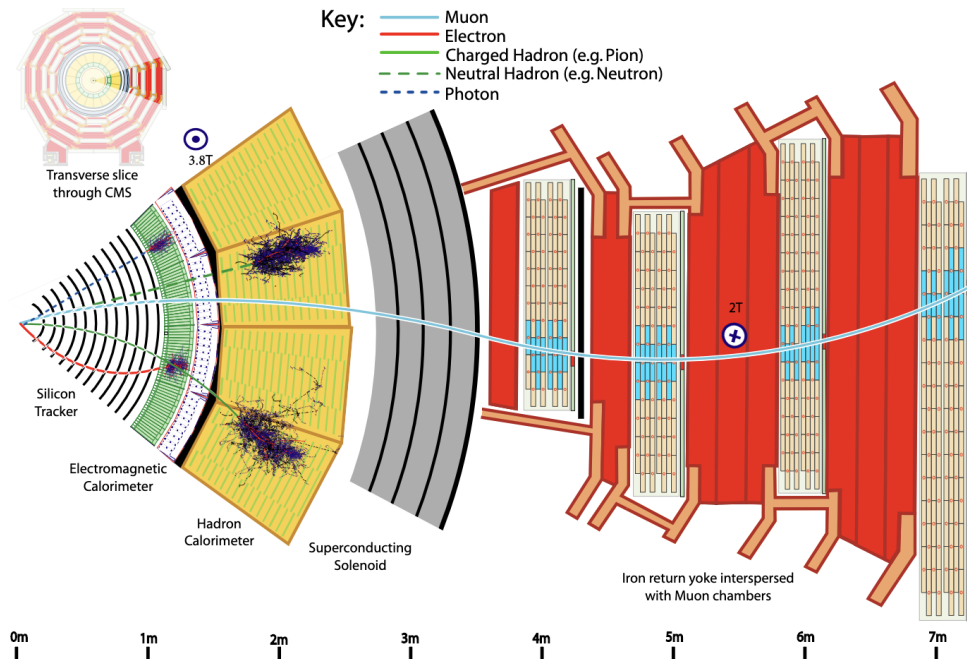 Key:
Muon
Electron
Charged Hadron (e.g. Pion)
Neutral Hadron (e.g. Neutron)
Photon
Transverse slice
through CMS
3.8T
2T
Silicon
Tracker
Electromagnetic
Calorimeter
Hadron
Calorimeter
Superconducting
Solenoid
Iron return yoke interspersed
with Muon chambers
0m 1m 2m 3m 4m 5m 6m 7m